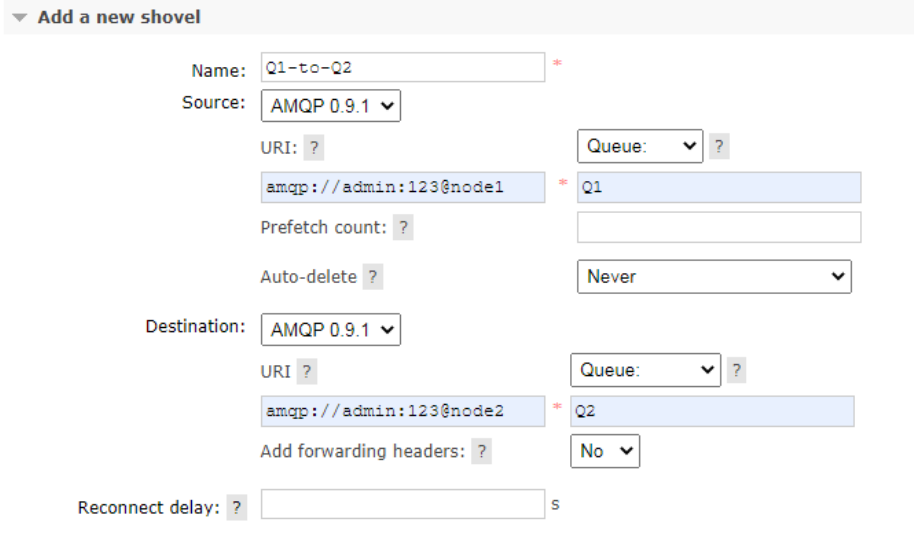 Add a new shovel
Name: Q1-to-Q2 *
Source: AMQP 0.9.1
URI: ? Queue: ?
amqp://admin:123@node1 * Q1
Prefetch count: ?
Auto-delete ? Never
Destination: AMQP 0.9.1
URI ? Queue: ?
amqp://admin:123@node2 * Q2
Add forwarding headers: ? No
Reconnect delay: ? s